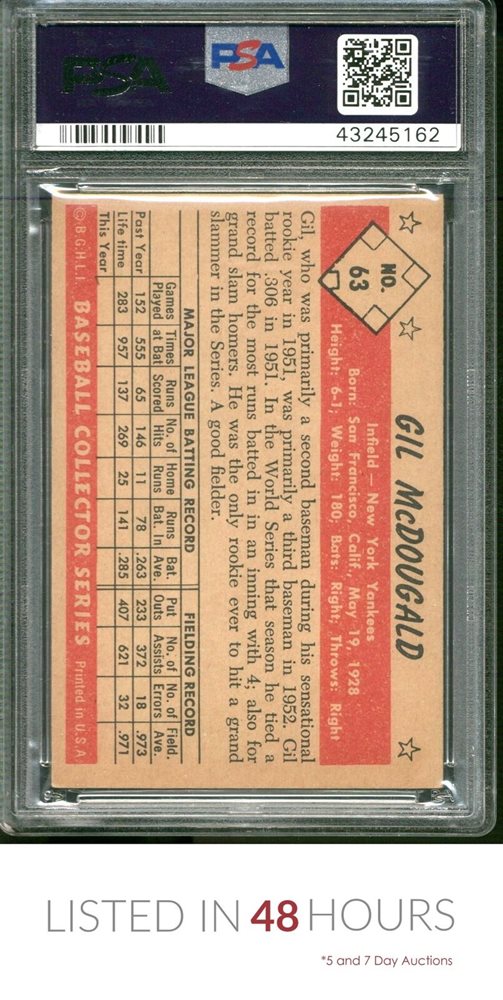 PSA
PSA
43245162
NO.
63
GIL McDOUGALD
Infield — New York Yankees
Born: San Francisco, Calif., May 19, 1928
Height: 6-1; Weight: 180; Bats: Right; Throws: Right
Gil, who was primarily a second baseman during his sensational
rookie year in 1951, was primarily a third baseman in 1952. Gil
batted .306 in 1951. In the World Series that season he tied a
record for the most runs batted in in an inning with 4; also for
grand slam homers. He was the only rookie ever to hit a grand
slammer in the Series. A good fielder.
MAJOR LEAGUE BATTING RECORD FIELDING RECORD
Games Times Runs No. of Home Runs Bat. Put No. of No. of Field.
Played at Bat Scored Hits Runs Bat. In Ave. Outs Assists Errors Ave.
Past Year 152 555 65 146 11 78 .263 233 372 18 .973
Life time 283 957 137 269 25 141 .285 407 621 32 .971
This Year
© B.G.H.L.I. BASEBALL COLLECTOR SERIES Printed in U.S.A
LISTED IN 48 HOURS
*5 and 7 Day Auctions